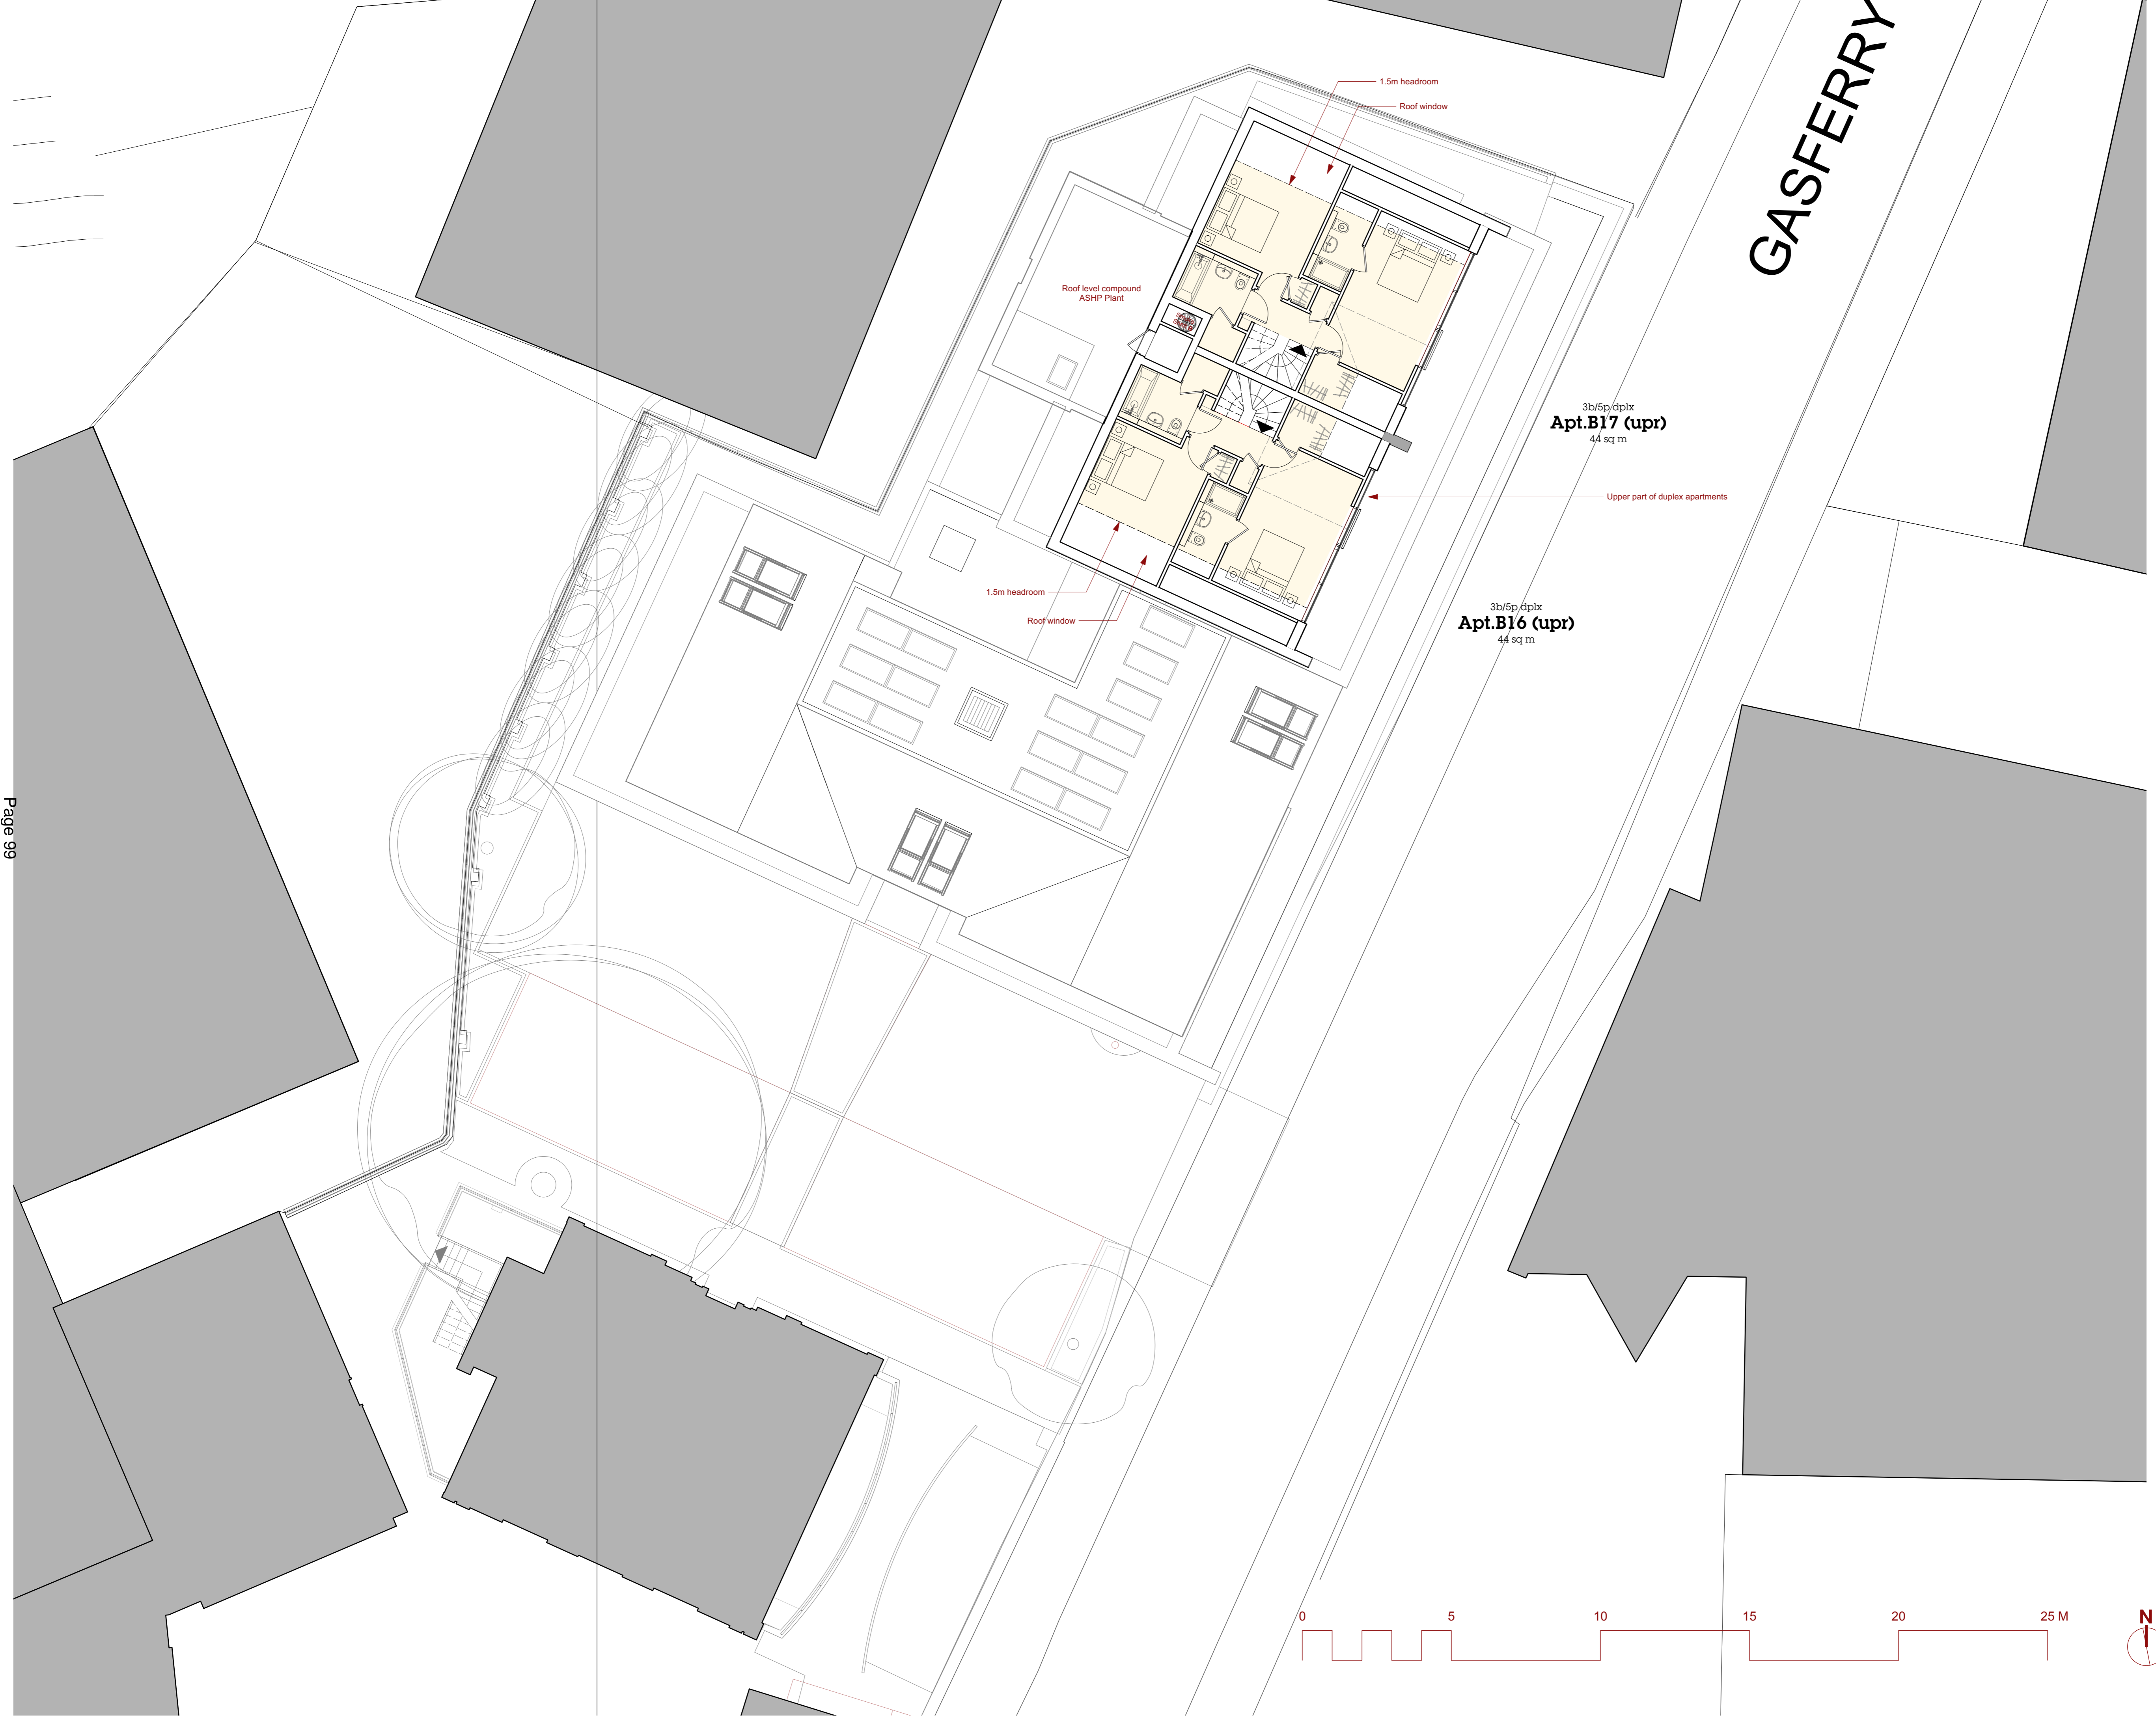 GASFERRY
1.5m headroom
Roof window
Roof level compound
ASHP Plant
3b/5p/dplx
Apt.B17 (upr)
44 sq m
Upper part of duplex apartments
1.5m headroom
Roof window
3b/5p dplx
Apt.B16 (upr)
44 sq m
Page 99
0 5 10 15 20 25 M
N